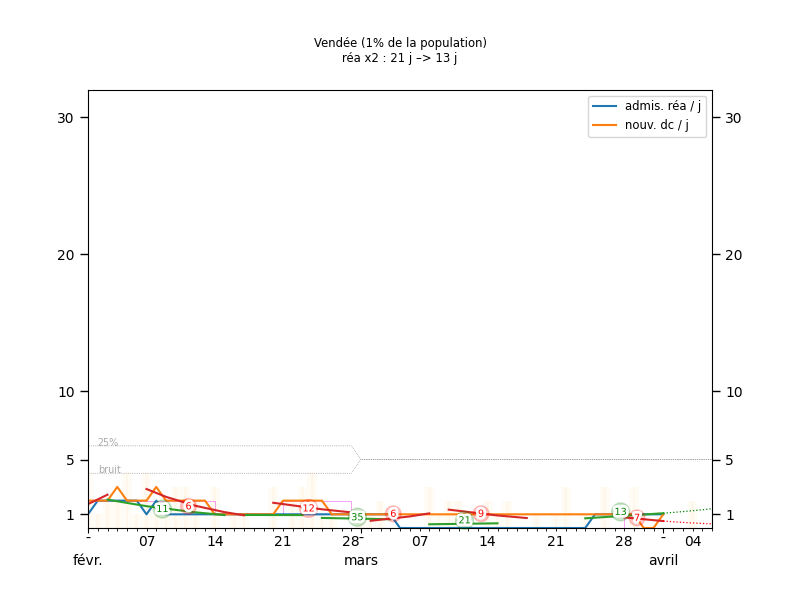 Vendée (1% de la population)
réa x2 : 21 j –> 13 j
admis. réa / j
nouv. dc / j
30 30
20 20
10 10
5 5
1 1
25%
bruit
11 6 12 35 6 21 9 13 7
- 07 14 21 28 - 07 14 21 28 - 04
févr. mars avril